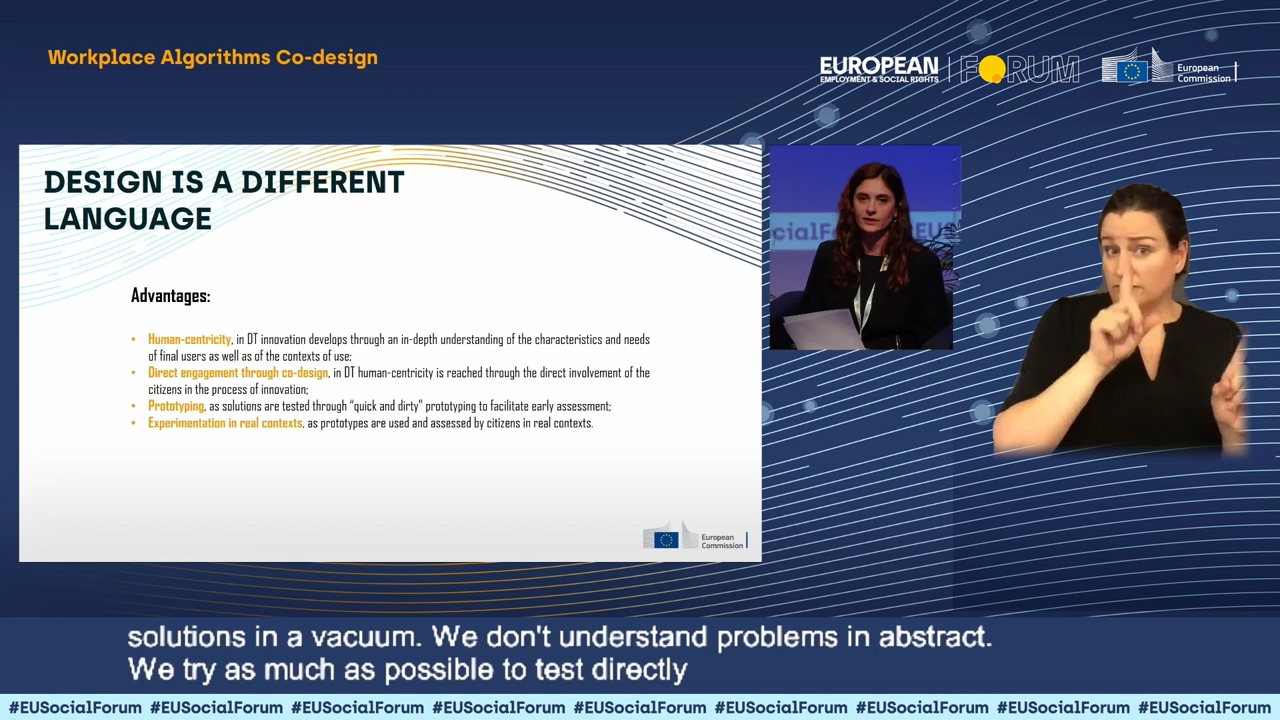 Workplace Algorithms Co-design
EUROPEAN
EMPLOYMENT & SOCIAL RIGHTS
FORUM
European
Commission
DESIGN IS A DIFFERENT
LANGUAGE
Advantages:
• Human-centricity, in DT innovation develops through an in-depth understanding of the characteristics and needs
of final users as well as of the contexts of use;
• Direct engagement through co-design, in DT human-centricity is reached through the direct involvement of the
citizens in the process of innovation;
• Prototyping, as solutions are tested through “quick and dirty” prototyping to facilitate early assessment;
• Experimentation in real contexts, as prototypes are used and assessed by citizens in real contexts.
European
Commission
cialFo
EUS
solutions in a vacuum. We don't understand problems in abstract.
We try as much as possible to test directly
#EUSocialForum #EUSocialForum #EUSocialForum #EUSocialForum #EUSocialForum #EUSocialForum #EUSocialForum #EUSocialForum #EUSocialForum